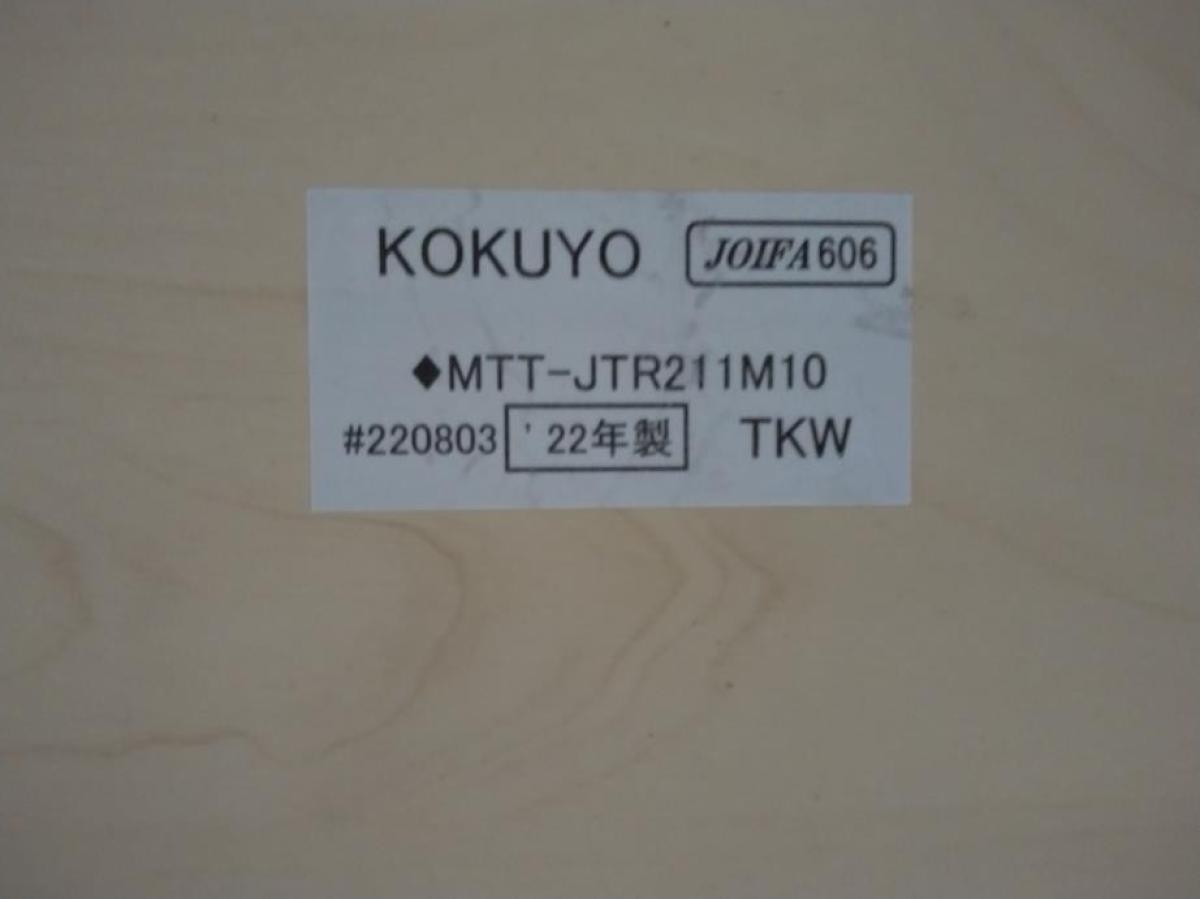 KOKUYO JOIFA606
◆MTT-JTR211M10
#220803 '22年製 TKW